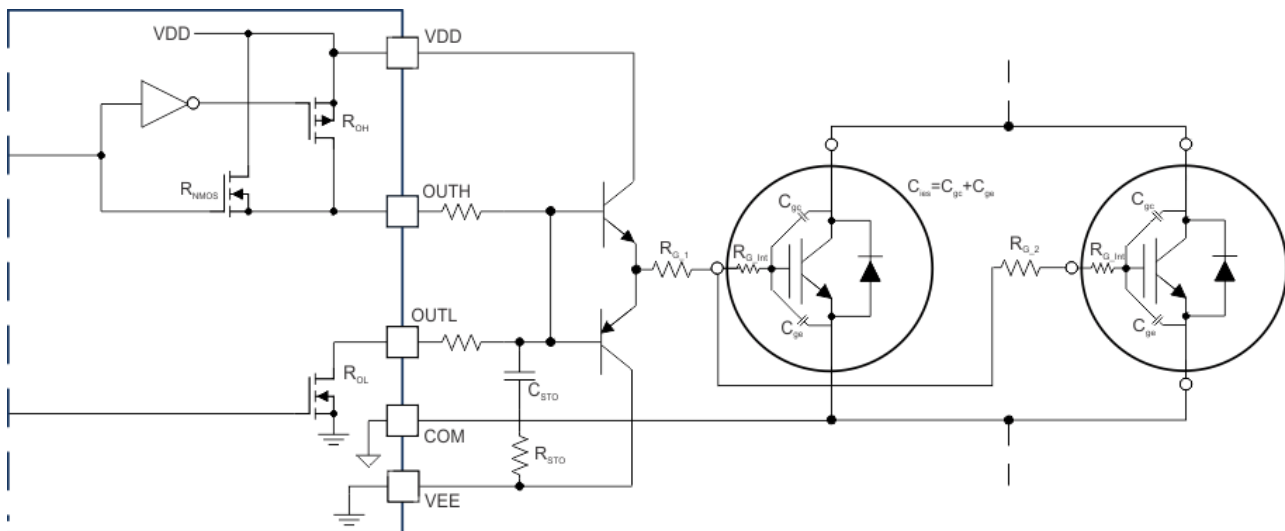 VDD
VDD
R_OH
R_NMOS
OUTH
C_gc
C_ies=C_gc+C_ge
C_gc
R_G_1
R_G_Int
R_G_2
R_G_Int
C_ge
C_ge
OUTL
R_OL
C_STO
COM
R_STO
VEE